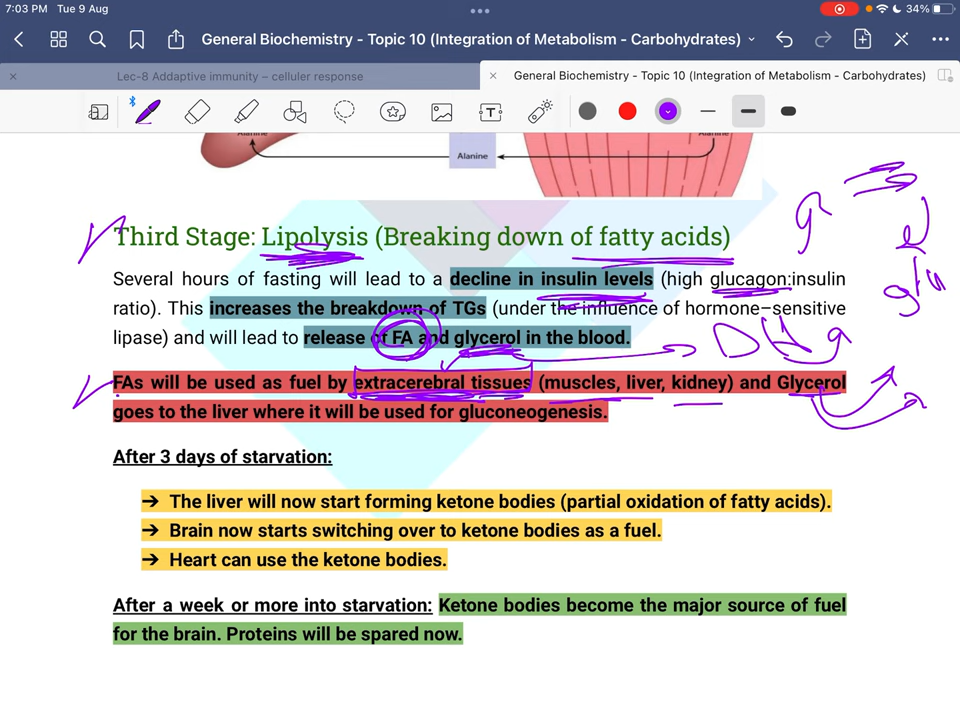 7:03 PM Tue 9 Aug
34%
General Biochemistry - Topic 10 (Integration of Metabolism - Carbohydrates)
Lec-8 Addaptive immunity – celluler response
General Biochemistry - Topic 10 (Integration of Metabolism - Carbohydrates)
Alanine
Alanine
Alanine
Third Stage: Lipolysis (Breaking down of fatty acids)
Several hours of fasting will lead to a decline in insulin levels (high glucagon:insulin
ratio). This increases the breakdown of TGs (under the influence of hormone–sensitive
lipase) and will lead to release of FA and glycerol in the blood.
FAs will be used as fuel by extracerebral tissues (muscles, liver, kidney) and Glycerol
goes to the liver where it will be used for gluconeogenesis.
After 3 days of starvation:
➔ The liver will now start forming ketone bodies (partial oxidation of fatty acids).
➔ Brain now starts switching over to ketone bodies as a fuel.
➔ Heart can use the ketone bodies.
After a week or more into starvation: Ketone bodies become the major source of fuel
for the brain. Proteins will be spared now.